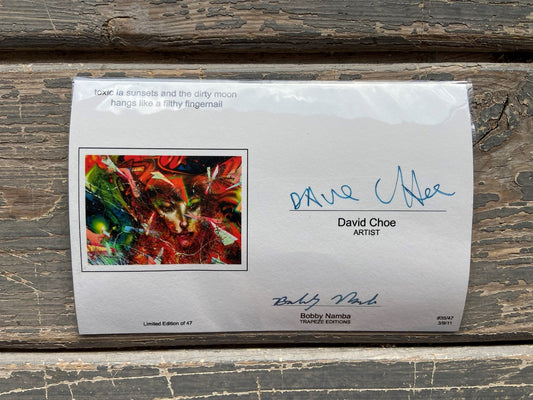 toxic la sunsets and the dirty moon
hangs like a filthy fingernail
DAVE CHOE
David Choe
ARTIST
Bobby Namba
Bobby Namba
TRAPEZE EDITIONS
Limited Edition of 47
#35/47
5/9/11